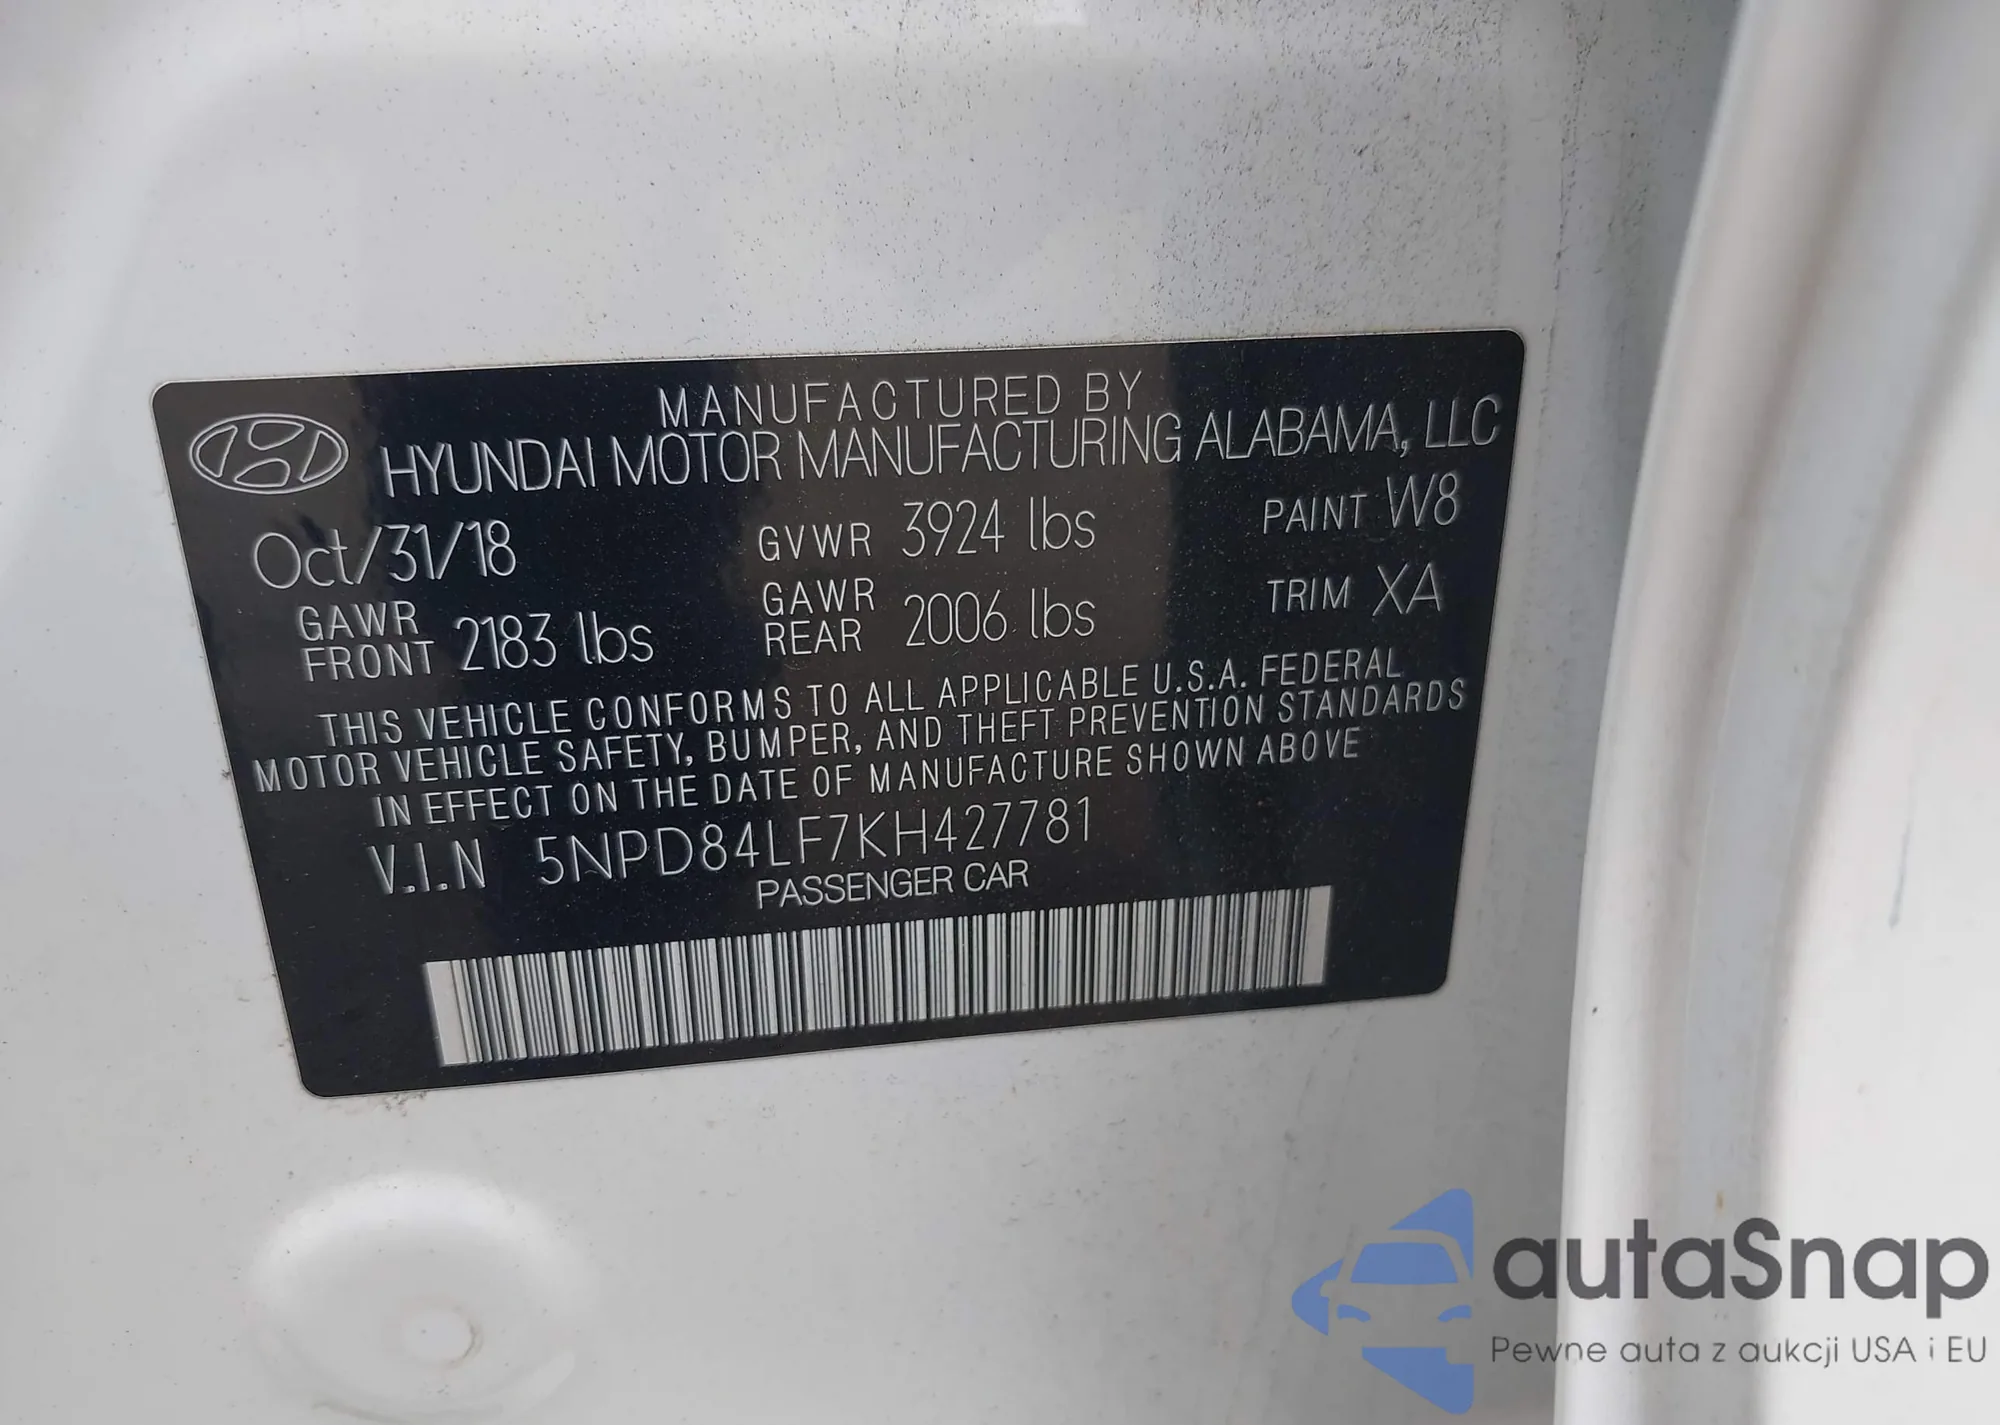 MANUFACTURED BY
HYUNDAI MOTOR MANUFACTURING ALABAMA, LLC
Oct/31/18 GVWR 3924 lbs PAINT W8
GAWR FRONT 2183 lbs GAWR REAR 2006 lbs TRIM XA
THIS VEHICLE CONFORMS TO ALL APPLICABLE U.S.A. FEDERAL
MOTOR VEHICLE SAFETY, BUMPER, AND THEFT PREVENTION STANDARDS
IN EFFECT ON THE DATE OF MANUFACTURE SHOWN ABOVE
V.I.N 5NPD84LF7KH427781
PASSENGER CAR
autaSnap
Pewne auta z aukcji USA i EU